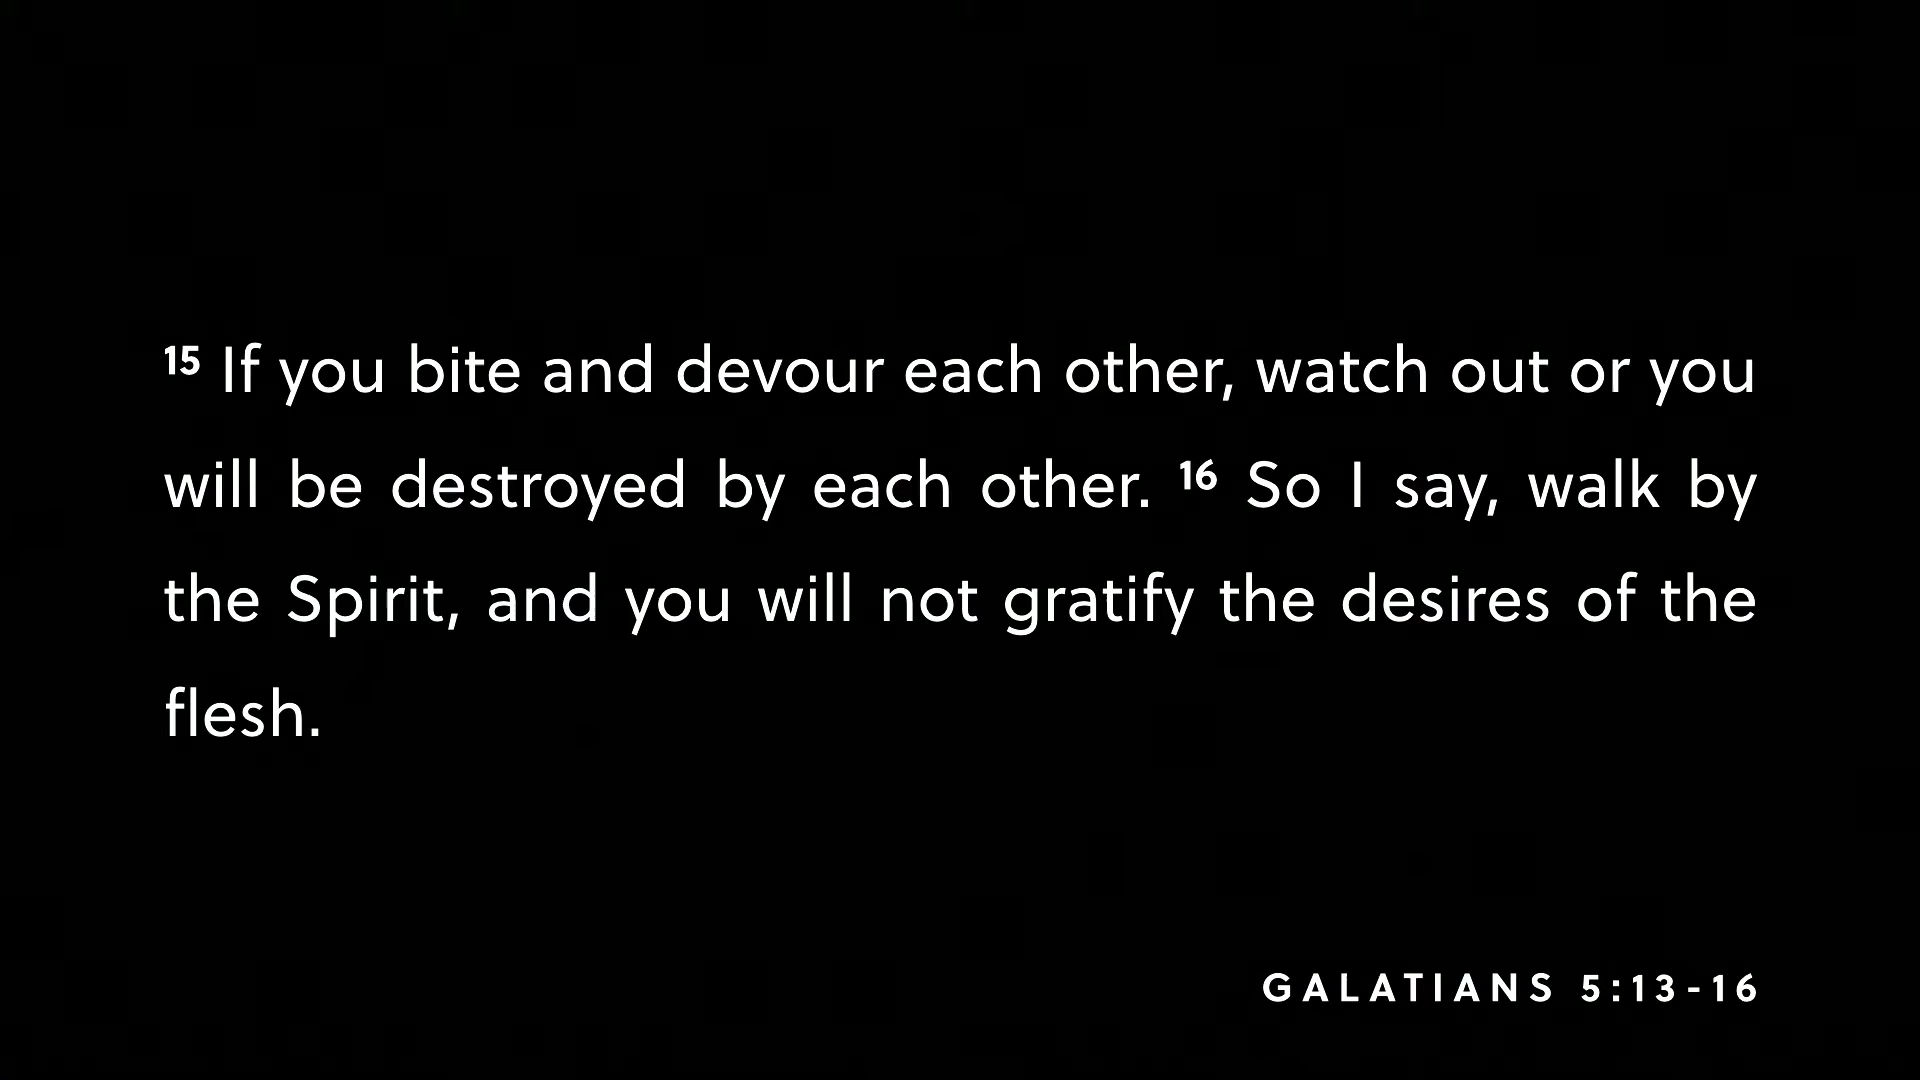 15 If you bite and devour each other, watch out or you
will be destroyed by each other. 16 So I say, walk by
the Spirit, and you will not gratify the desires of the
flesh.
GALATIANS 5:13-16